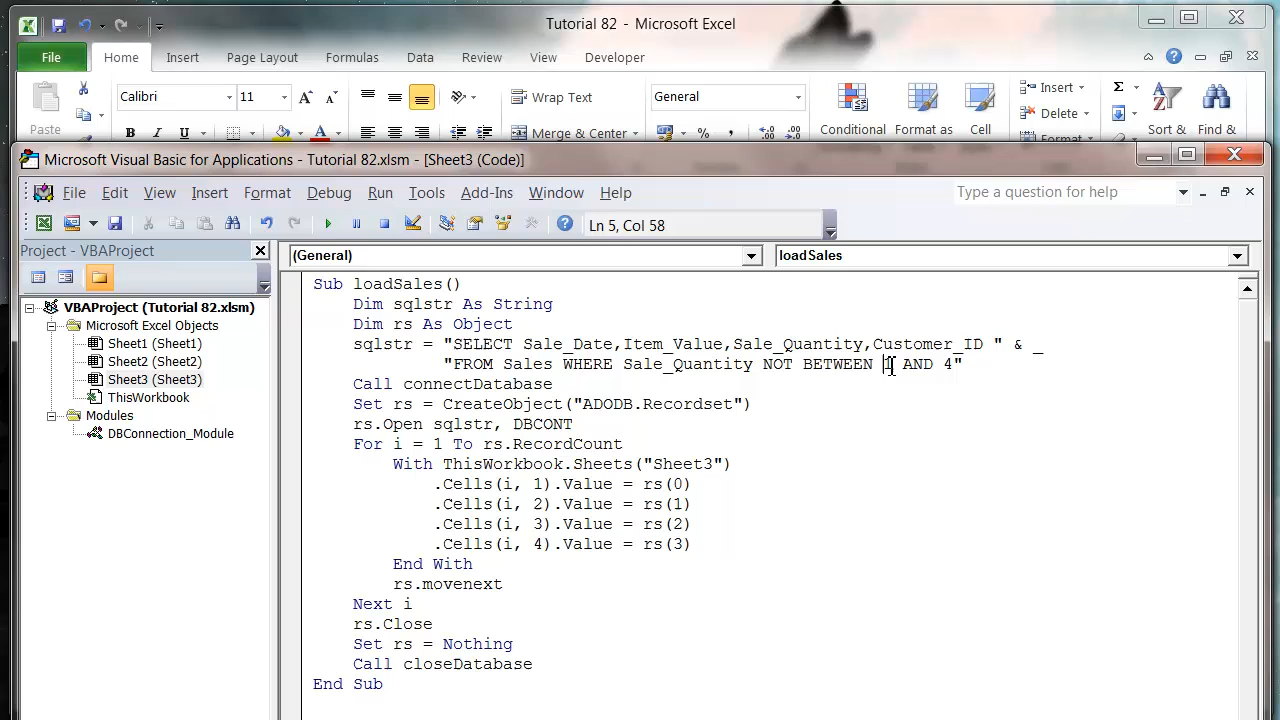 Tutorial 82 - Microsoft Excel
File Home Insert Page Layout Formulas Data Review View Developer
Calibri 11 A A Wrap Text General Insert Σ
Paste Delete
B I U A Merge & Center % , Conditional Format as Cell Format Sort & Find &
Microsoft Visual Basic for Applications - Tutorial 82.xlsm - [Sheet3 (Code)]
File Edit View Insert Format Debug Run Tools Add-Ins Window Help Type a question for help
Ln 5, Col 58
Project - VBAProject
(General) loadSales
VBAProject (Tutorial 82.xlsm)
Microsoft Excel Objects
Sheet1 (Sheet1)
Sheet2 (Sheet2)
Sheet3 (Sheet3)
ThisWorkbook
Modules
DBConnection_Module
Sub loadSales()
Dim sqlstr As String
Dim rs As Object
sqlstr = "SELECT Sale_Date,Item_Value,Sale_Quantity,Customer_ID " & _
"FROM Sales WHERE Sale_Quantity NOT BETWEEN 1 AND 4"
Call connectDatabase
Set rs = CreateObject("ADODB.Recordset")
rs.Open sqlstr, DBCONT
For i = 1 To rs.RecordCount
With ThisWorkbook.Sheets("Sheet3")
.Cells(i, 1).Value = rs(0)
.Cells(i, 2).Value = rs(1)
.Cells(i, 3).Value = rs(2)
.Cells(i, 4).Value = rs(3)
End With
rs.movenext
Next i
rs.Close
Set rs = Nothing
Call closeDatabase
End Sub